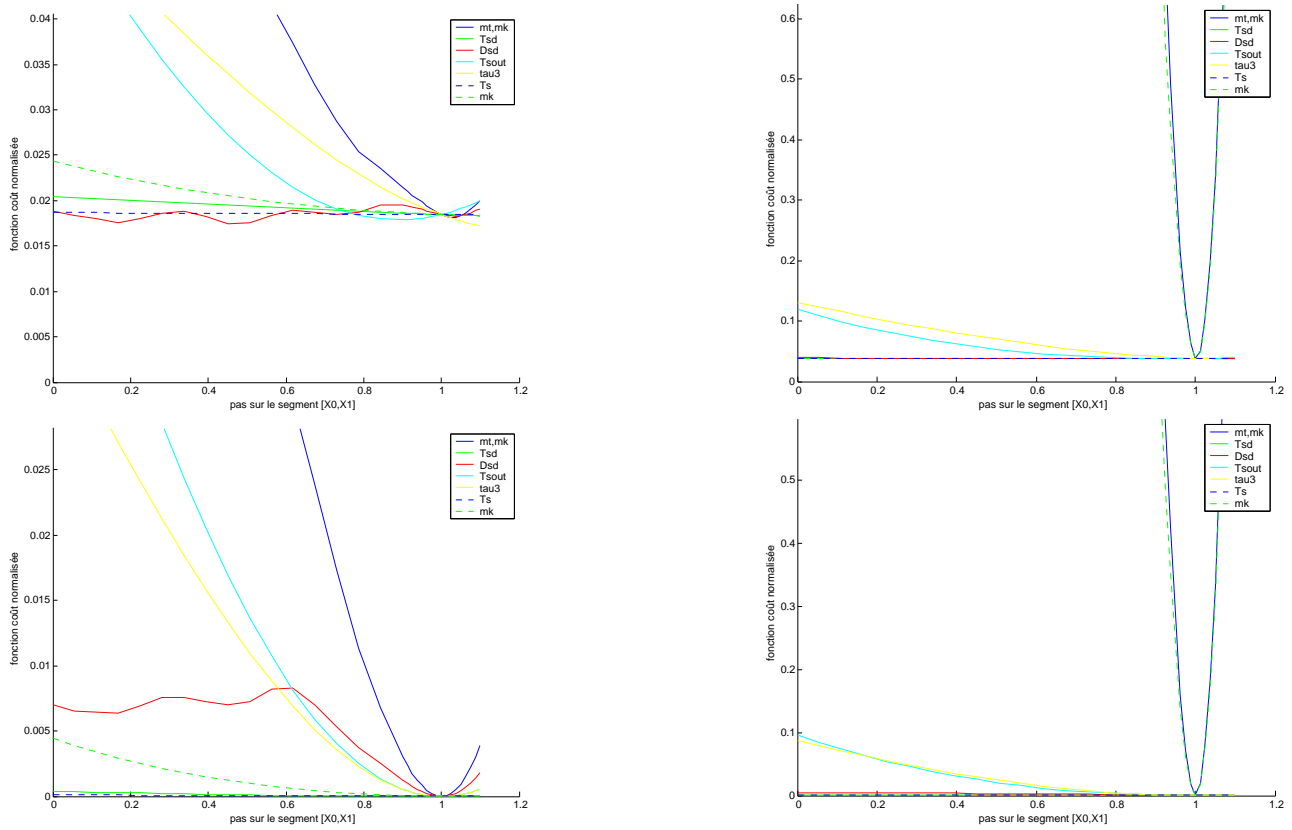 0.04
0.035
0.03
0.025
0.02
0.015
0.01
0.005
0
0
0.2
0.4
0.6
0.8
1
1.2
fonction coût normalisée
pas sur le segment [X0,X1]
mt,mk
Tsd
Dsd
Tsout
tau3
Ts
mk
0.6
0.5
0.4
0.3
0.2
0.1
0
0
0.2
0.4
0.6
0.8
1
1.2
fonction coût normalisée
pas sur le segment [X0,X1]
mt,mk
Tsd
Dsd
Tsout
tau3
Ts
mk
0.025
0.02
0.015
0.01
0.005
0
0
0.2
0.4
0.6
0.8
1
1.2
fonction coût normalisée
pas sur le segment [X0,X1]
mt,mk
Tsd
Dsd
Tsout
tau3
Ts
mk
0.5
0.4
0.3
0.2
0.1
0
0
0.2
0.4
0.6
0.8
1
1.2
fonction coût normalisée
pas sur le segment [X0,X1]
mt,mk
Tsd
Dsd
Tsout
tau3
Ts
mk